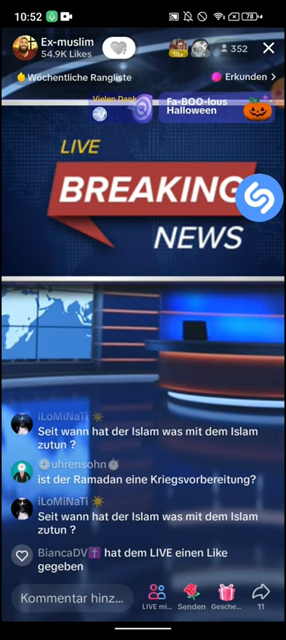 10:52
78
Ex-muslim
54.9K Likes
10+
10+
352
Wöchentliche Rangliste
Erkunden >
Vielen Dank
Fa-BOO-lous
Halloween
LIVE
BREAKING
NEWS
iLoMiNaTi
Seit wann hat der Islam was mit dem Islam
zutun ?
uhrensohn
ist der Ramadan eine Kriegsvorbereitung?
iLoMiNaTi
Seit wann hat der Islam was mit dem Islam
zutun ?
BiancaDV✝️ hat dem LIVE einen Like
gegeben
Kommentar hinz...
LIVE mi...
Senden
Gesche...
11